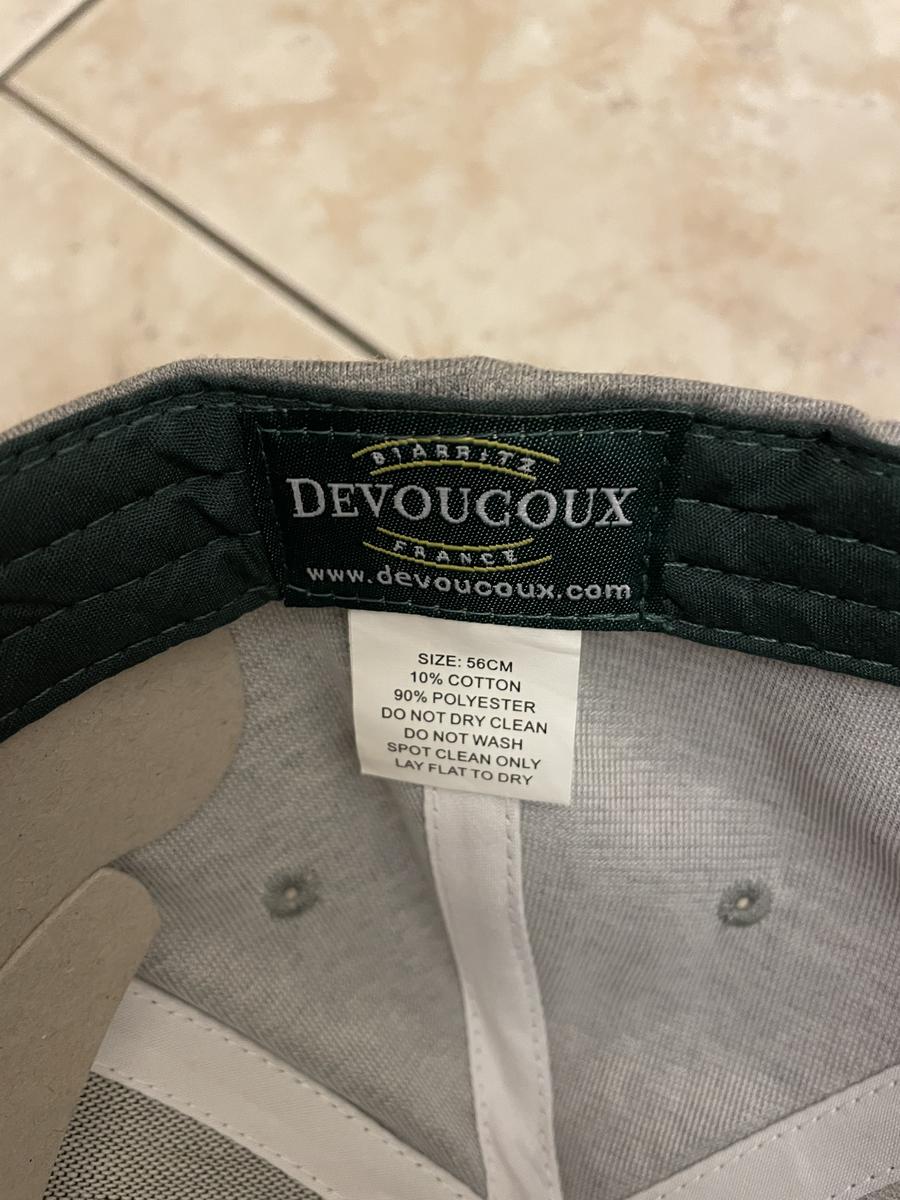 BIARRITZ
DEVOUCOUX
FRANCE
www.devoucoux.com
SIZE: 56CM
10% COTTON
90% POLYESTER
DO NOT DRY CLEAN
DO NOT WASH
SPOT CLEAN ONLY
LAY FLAT TO DRY